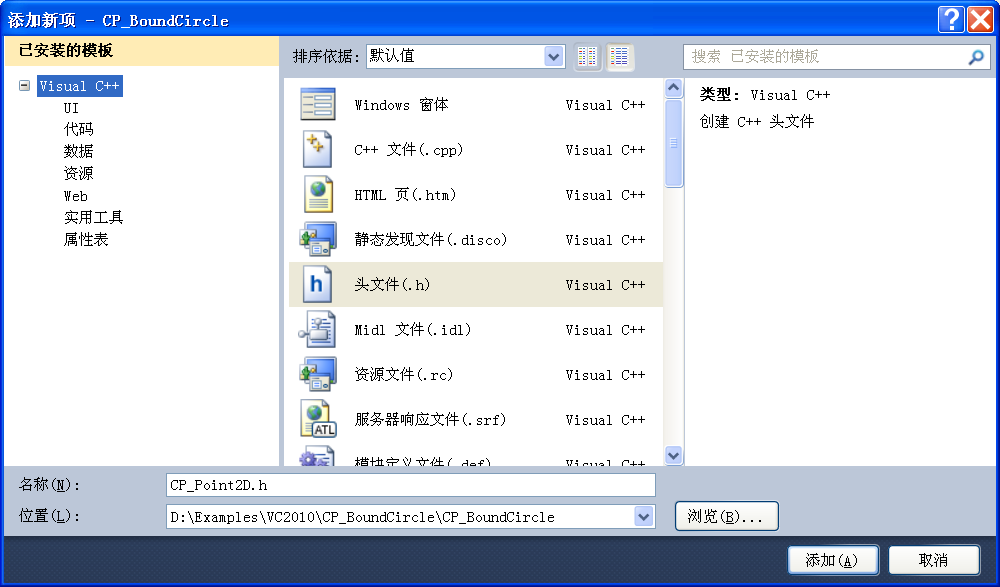 添加新项 - CP_BoundCircle
已安装的模板
排序依据: 默认值
搜索 已安装的模板
Visual C++
UI
代码
数据
资源
Web
实用工具
属性表
Windows 窗体 Visual C++
C++ 文件(.cpp) Visual C++
HTML 页(.htm) Visual C++
静态发现文件(.disco) Visual C++
h 头文件(.h) Visual C++
Midl 文件(.idl) Visual C++
资源文件(.rc) Visual C++
ATL 服务器响应文件(.srf) Visual C++
模块定义文件(.def) Visual C++
类型: Visual C++
创建 C++ 头文件
名称(N): CP_Point2D.h
位置(L): D:\Examples\VC2010\CP_BoundCircle\CP_BoundCircle
浏览(B)...
添加(A)
取消